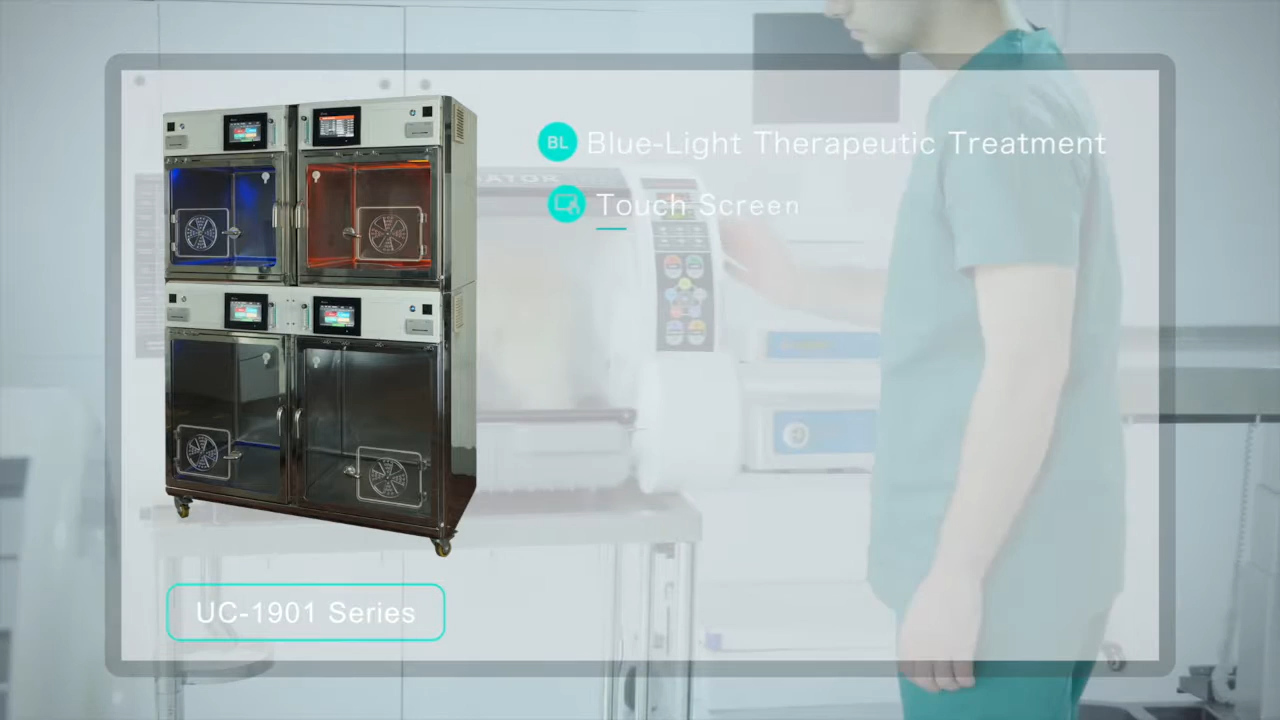 BL Blue-Light Therapeutic Treatment
Touch Screen
UC-1901 Series